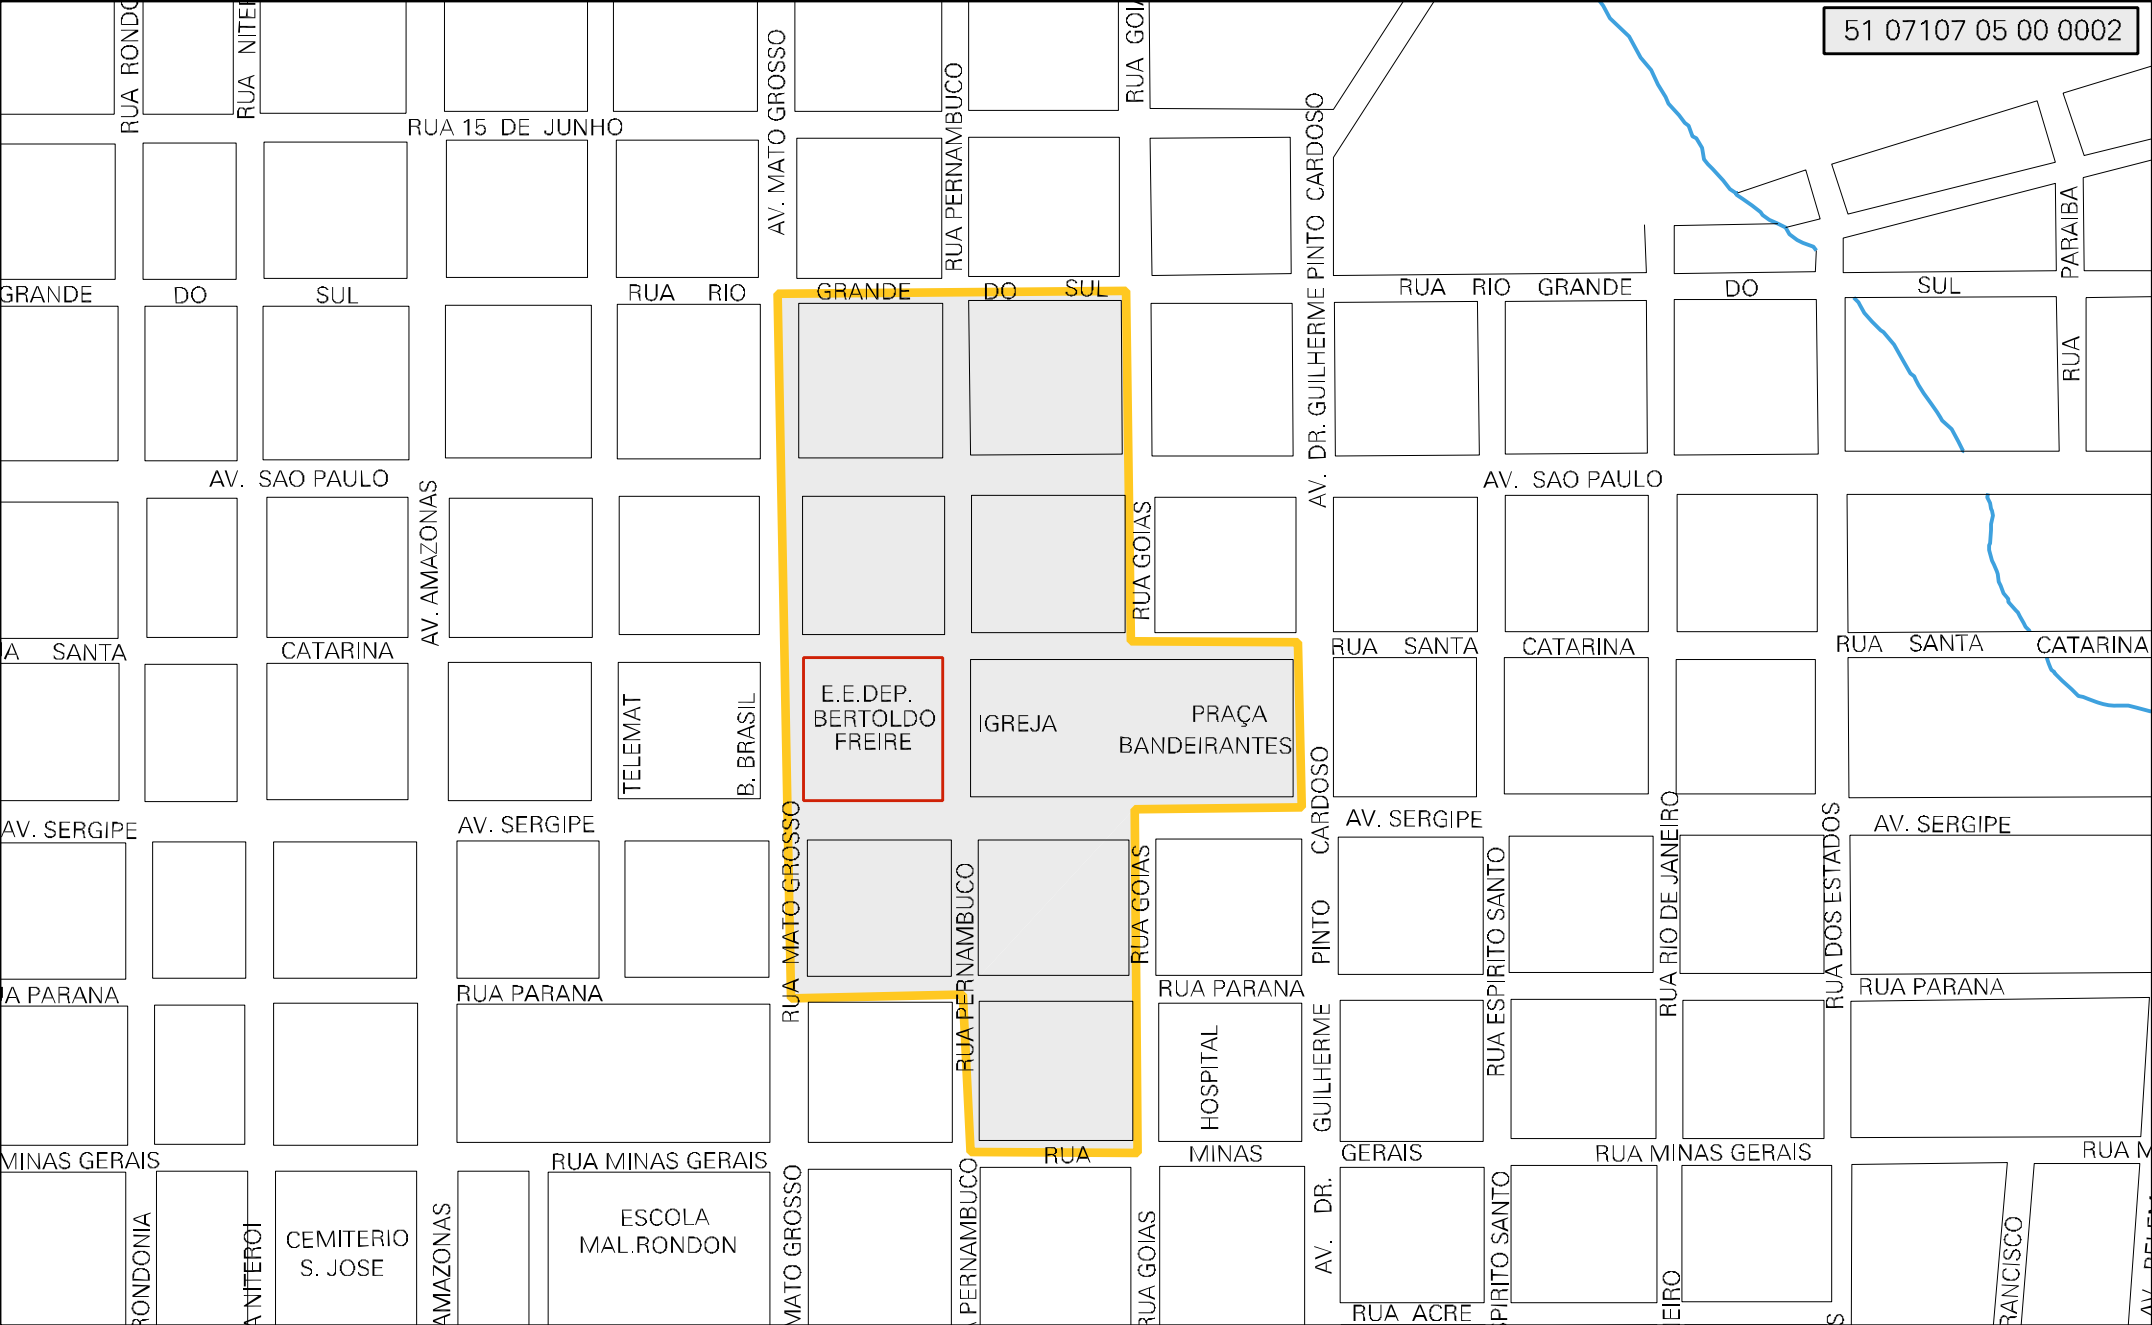 51 07107 05 00 0002
RUA RONDO
RUA NITE
RUA GOIA
RUA 15 DE JUNHO
AV. MATO GROSSO
RUA PERNAMBUCO
AV. DR. GUILHERME PINTO CARDOSO
RUA PARAIBA
GRANDE DO SUL
RUA RIO GRANDE DO SUL
RUA RIO GRANDE DO SUL
AV. SAO PAULO
AV. SAO PAULO
AV. AMAZONAS
RUA GOIAS
UA SANTA CATARINA
RUA SANTA CATARINA
RUA SANTA CATARINA
TELEMAT
B. BRASIL
E.E.DEP.
BERTOLDO
FREIRE
IGREJA
PRAÇA
BANDEIRANTES
AV. SERGIPE
AV. SERGIPE
AV. SERGIPE
AV. SERGIPE
RUA MATO GROSSO
RUA PERNAMBUCO
RUA GOIAS
AV. DR. GUILHERME PINTO CARDOSO
RUA ESPIRITO SANTO
RUA RIO DE JANEIRO
RUA DOS ESTADOS
UA PARANA
RUA PARANA
RUA PARANA
RUA PARANA
HOSPITAL
MINAS GERAIS
RUA MINAS GERAIS
RUA MINAS GERAIS
RUA MINAS GERAIS
RUA M
RONDONIA
A NITEROI
CEMITERIO
S. JOSE
AMAZONAS
ESCOLA
MAL.RONDON
MATO GROSSO
A PERNAMBUCO
RUA GOIAS
PIRITO SANTO
EIRO
S
RANCISCO
AV. BELEM
RUA ACRE